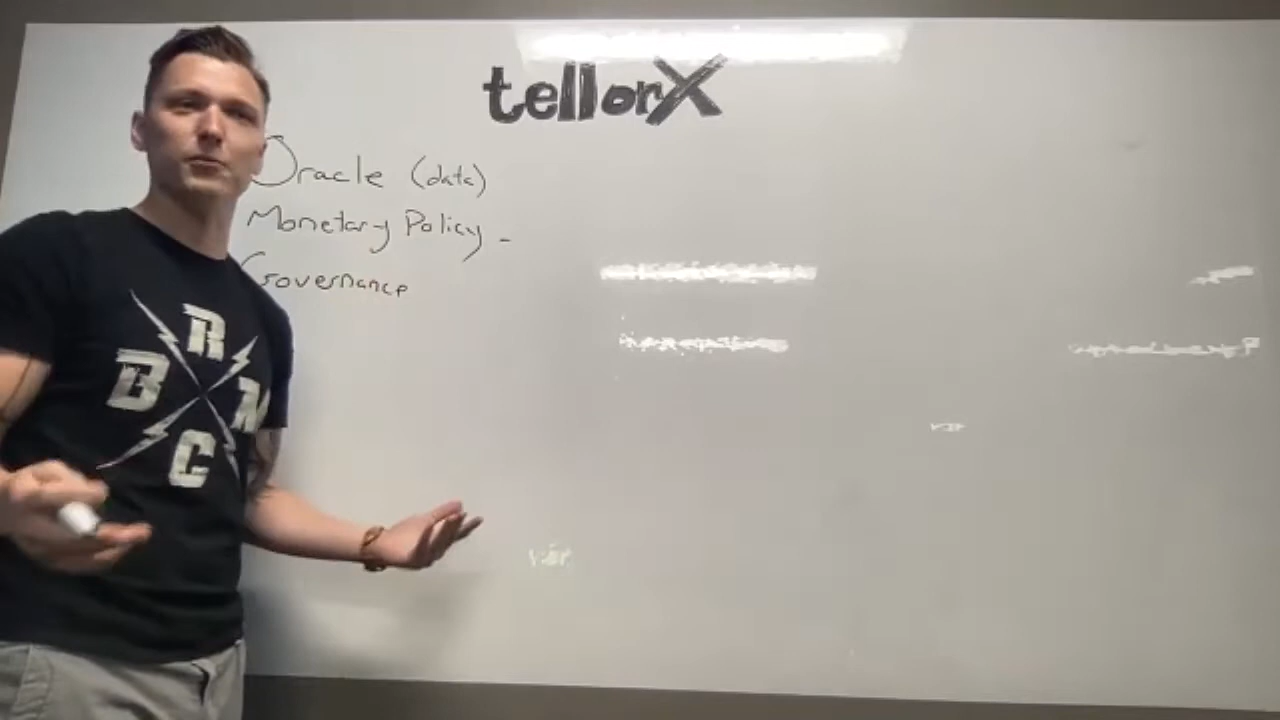 tellorX
Oracle (data)
Monetary Policy -
Governance
R
B M
C